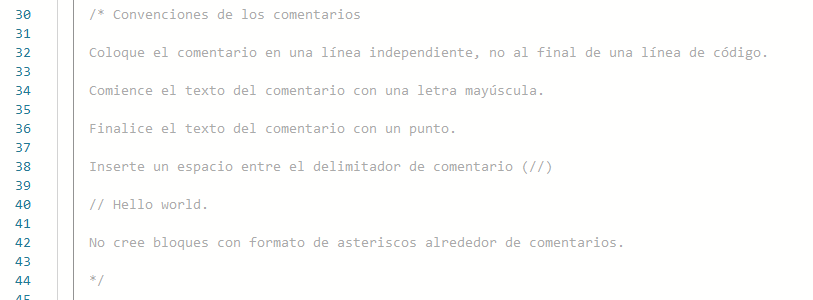 30 /* Convenciones de los comentarios
31
32 Coloque el comentario en una línea independiente, no al final de una línea de código.
33
34 Comience el texto del comentario con una letra mayúscula.
35
36 Finalice el texto del comentario con un punto.
37
38 Inserte un espacio entre el delimitador de comentario (//)
39
40 // Hello world.
41
42 No cree bloques con formato de asteriscos alrededor de comentarios.
43
44 */
45